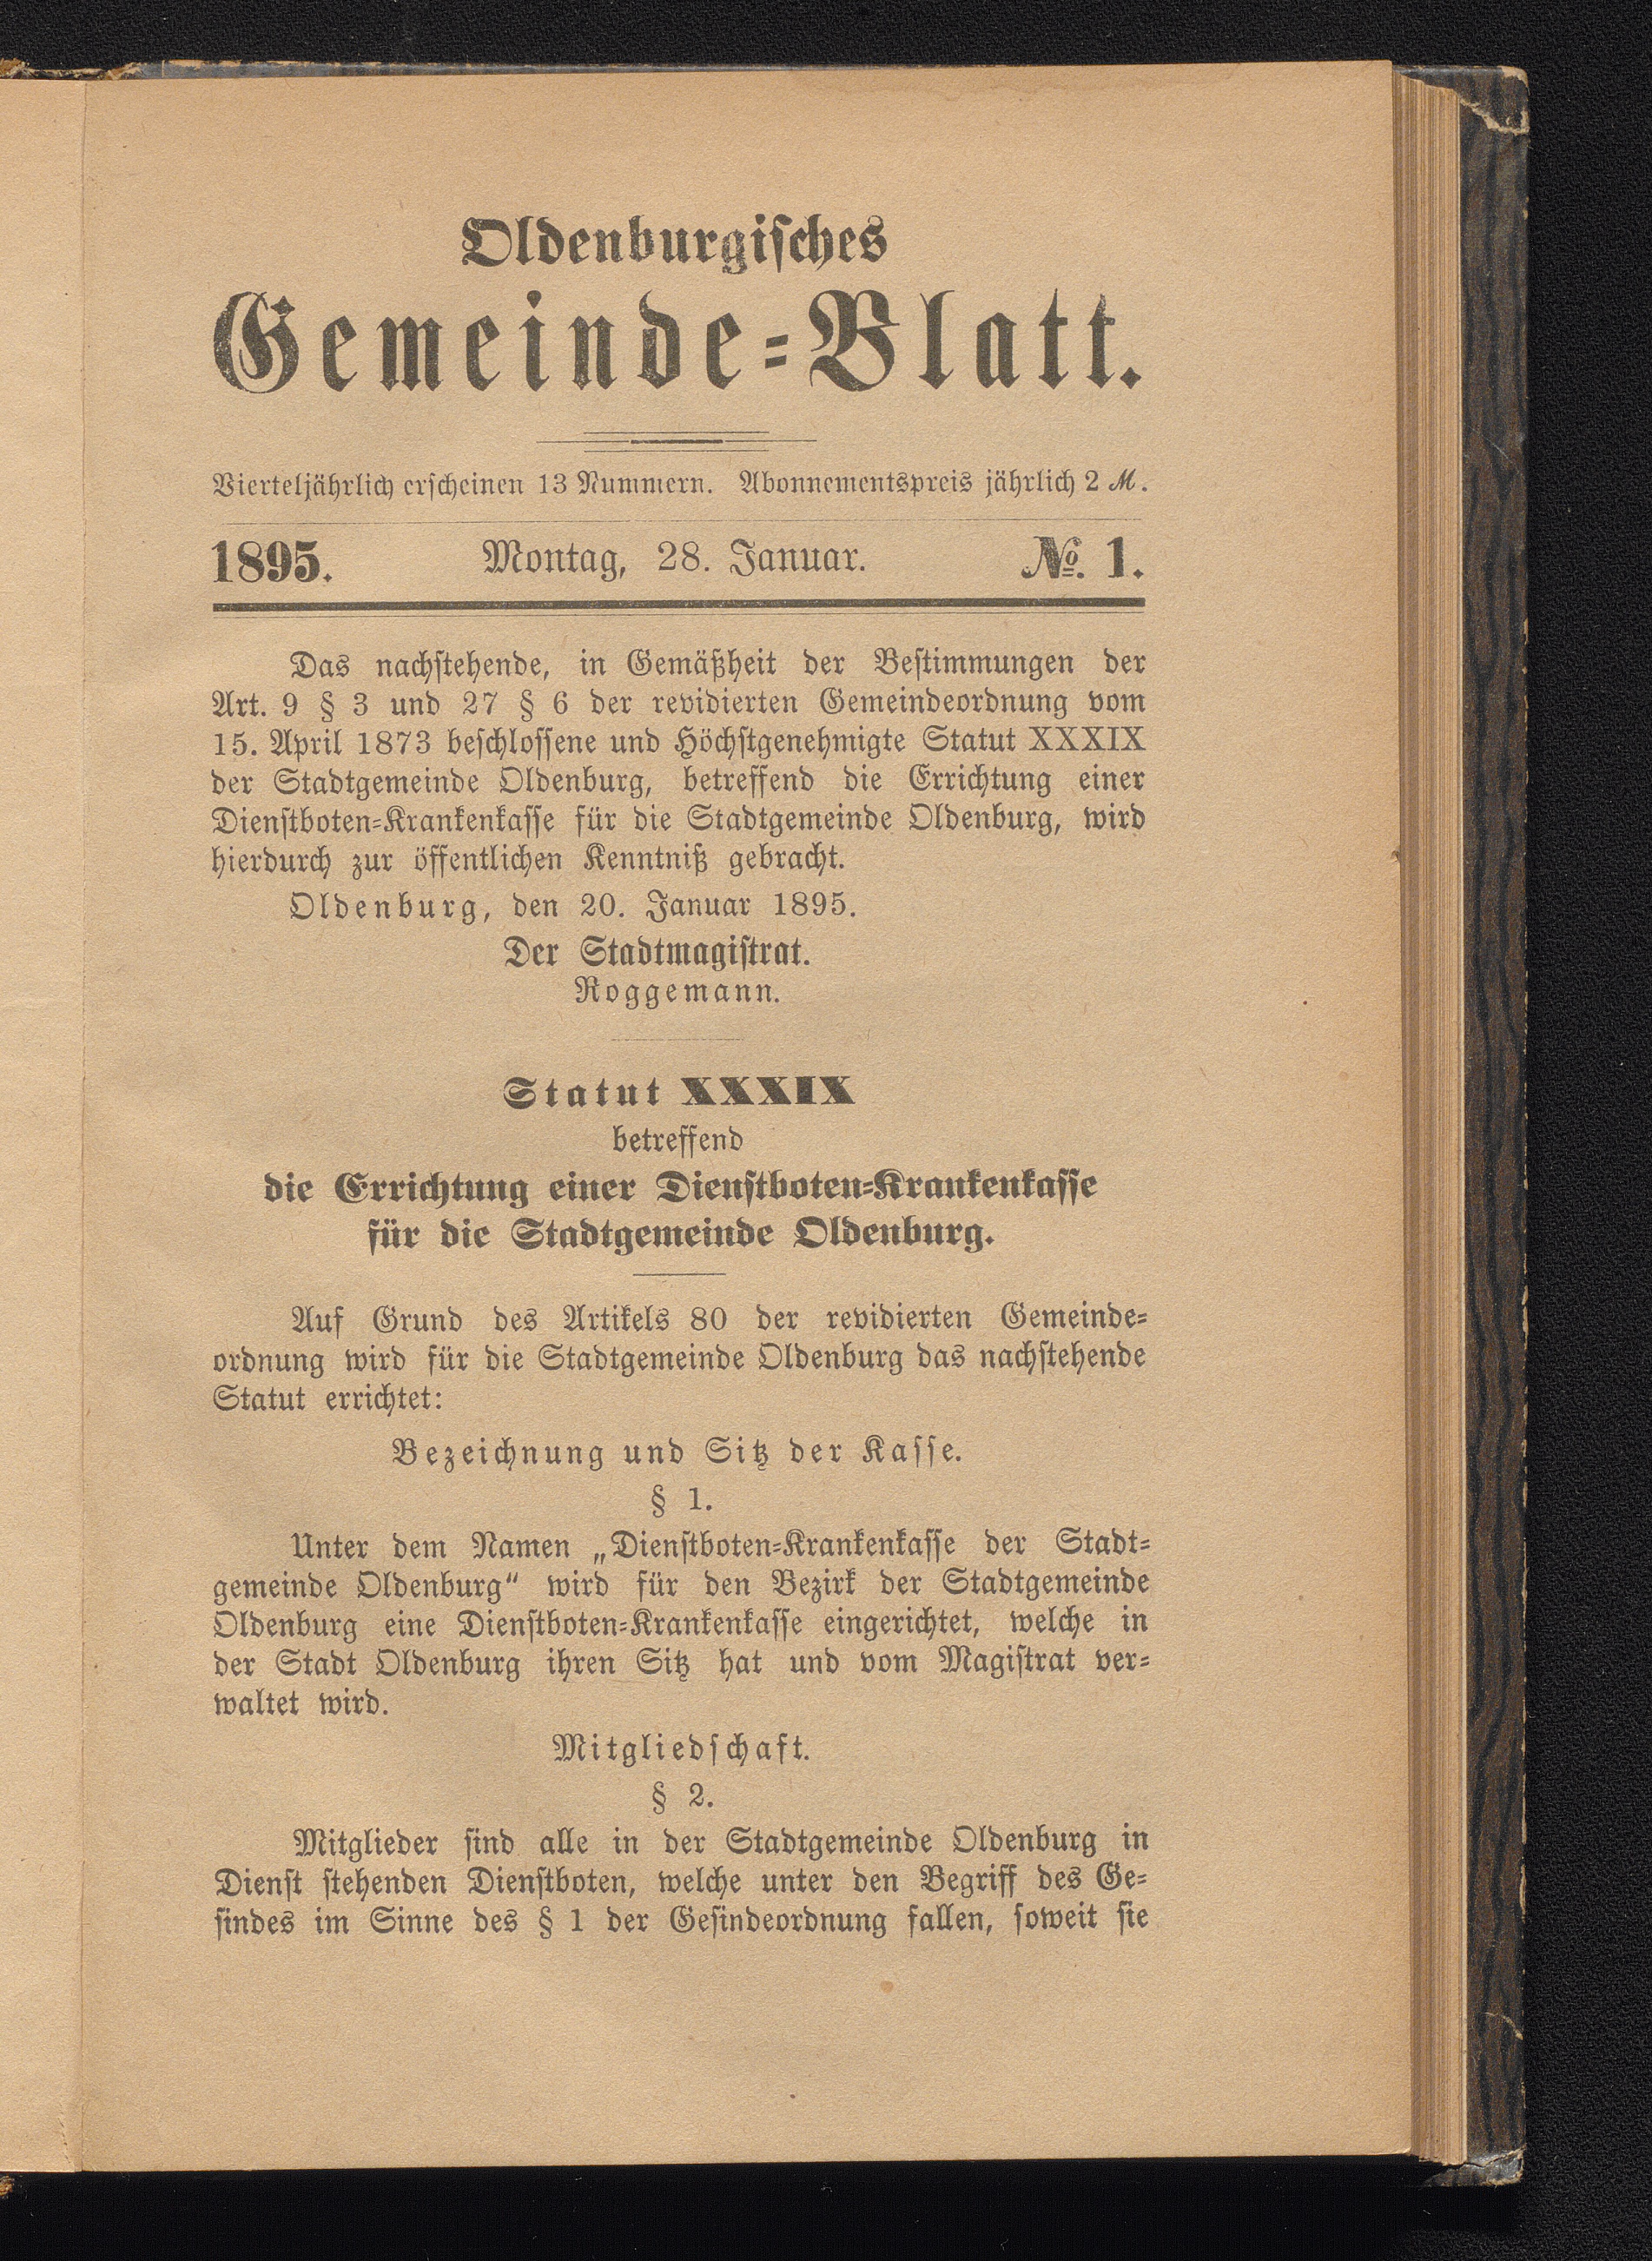 Oldenburgisches
Gemeinde-Blatt.
Vierteljährlich erscheinen 13 Nummern. Abonnementspreis jährlich 2 M.
1895. Montag, 28. Januar. No. 1.
Das nachstehende, in Gemäßheit der Bestimmungen der
Art. 9 § 3 und 27 § 6 der revidierten Gemeindeordnung vom
15. April 1873 beschlossene und Höchstgenehmigte Statut XXXIX
der Stadtgemeinde Oldenburg, betreffend die Errichtung einer
Dienstboten-Krankenkasse für die Stadtgemeinde Oldenburg, wird
hierdurch zur öffentlichen Kenntniß gebracht.
Oldenburg, den 20. Januar 1895.
Der Stadtmagistrat.
Roggemann.
Statut XXXIX
betreffend
die Errichtung einer Dienstboten-Krankenkasse
für die Stadtgemeinde Oldenburg.
Auf Grund des Artikels 80 der revidierten Gemeinde-
ordnung wird für die Stadtgemeinde Oldenburg das nachstehende
Statut errichtet:
Bezeichnung und Sitz der Kasse.
§ 1.
Unter dem Namen „Dienstboten-Krankenkasse der Stadt-
gemeinde Oldenburg“ wird für den Bezirk der Stadtgemeinde
Oldenburg eine Dienstboten-Krankenkasse eingerichtet, welche in
der Stadt Oldenburg ihren Sitz hat und vom Magistrat ver-
waltet wird.
Mitgliedschaft.
§ 2.
Mitglieder sind alle in der Stadtgemeinde Oldenburg in
Dienst stehenden Dienstboten, welche unter den Begriff des Ge-
sindes im Sinne des § 1 der Gesindeordnung fallen, soweit sie